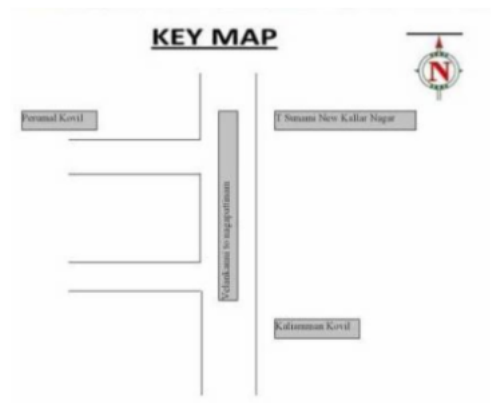 KEY MAP
N
Perumal Kovil
T Sunami New Kallar Nagar
Velankanni to nagapattinam
Kaliamman Kovil